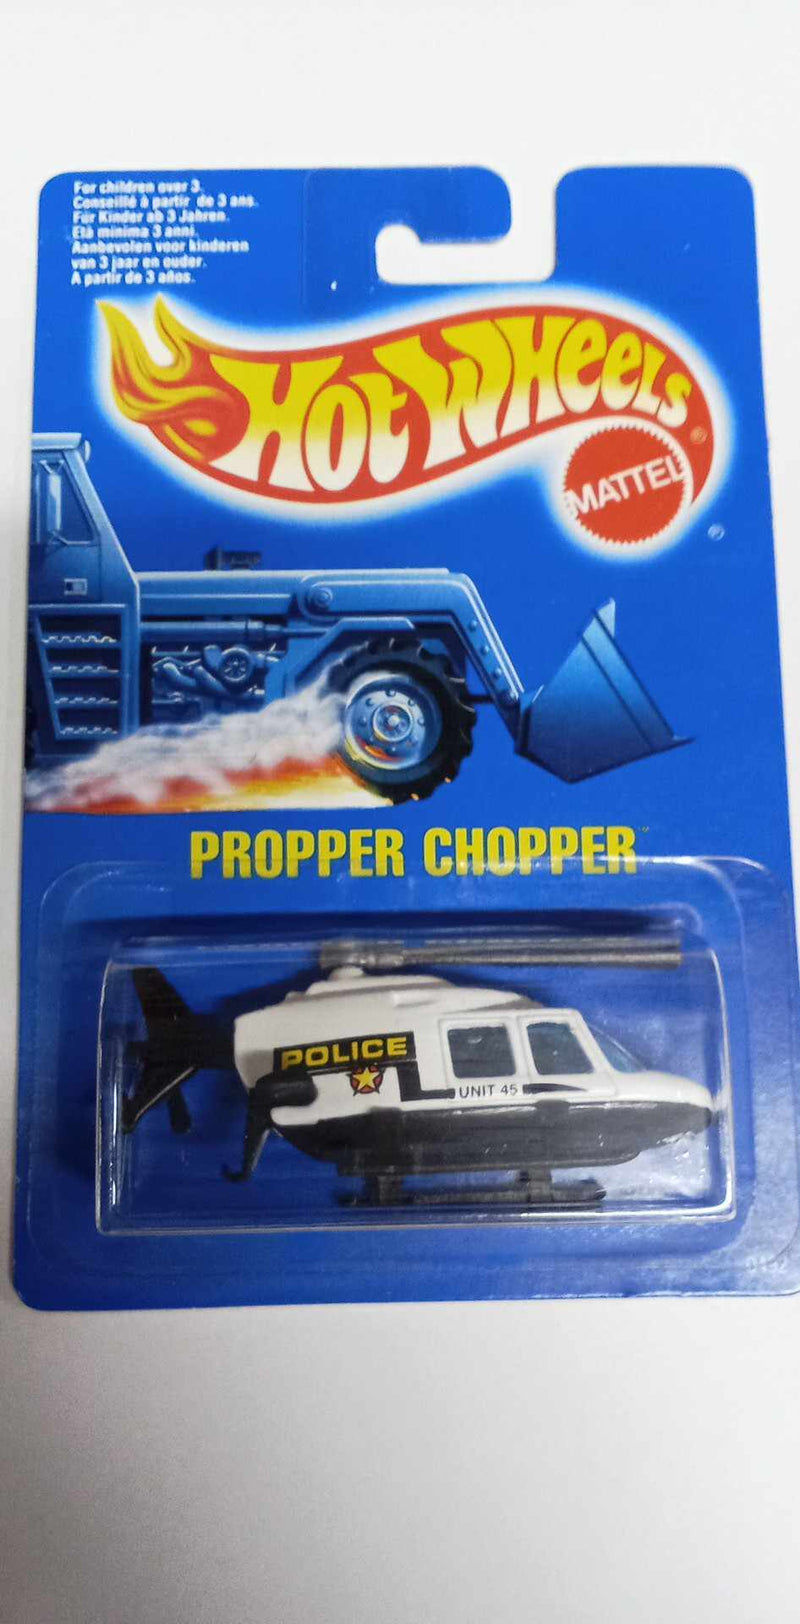 For children over 3.
Conseillé à partir de 3 ans.
Für Kinder ab 3 Jahren.
Età minima 3 anni.
Aanbevolen voor kinderen
van 3 jaar en ouder.
A partir de 3 años.
HOT WHEELS ®
MATTEL
®
PROPPER CHOPPER™
POLICE
UNIT 45